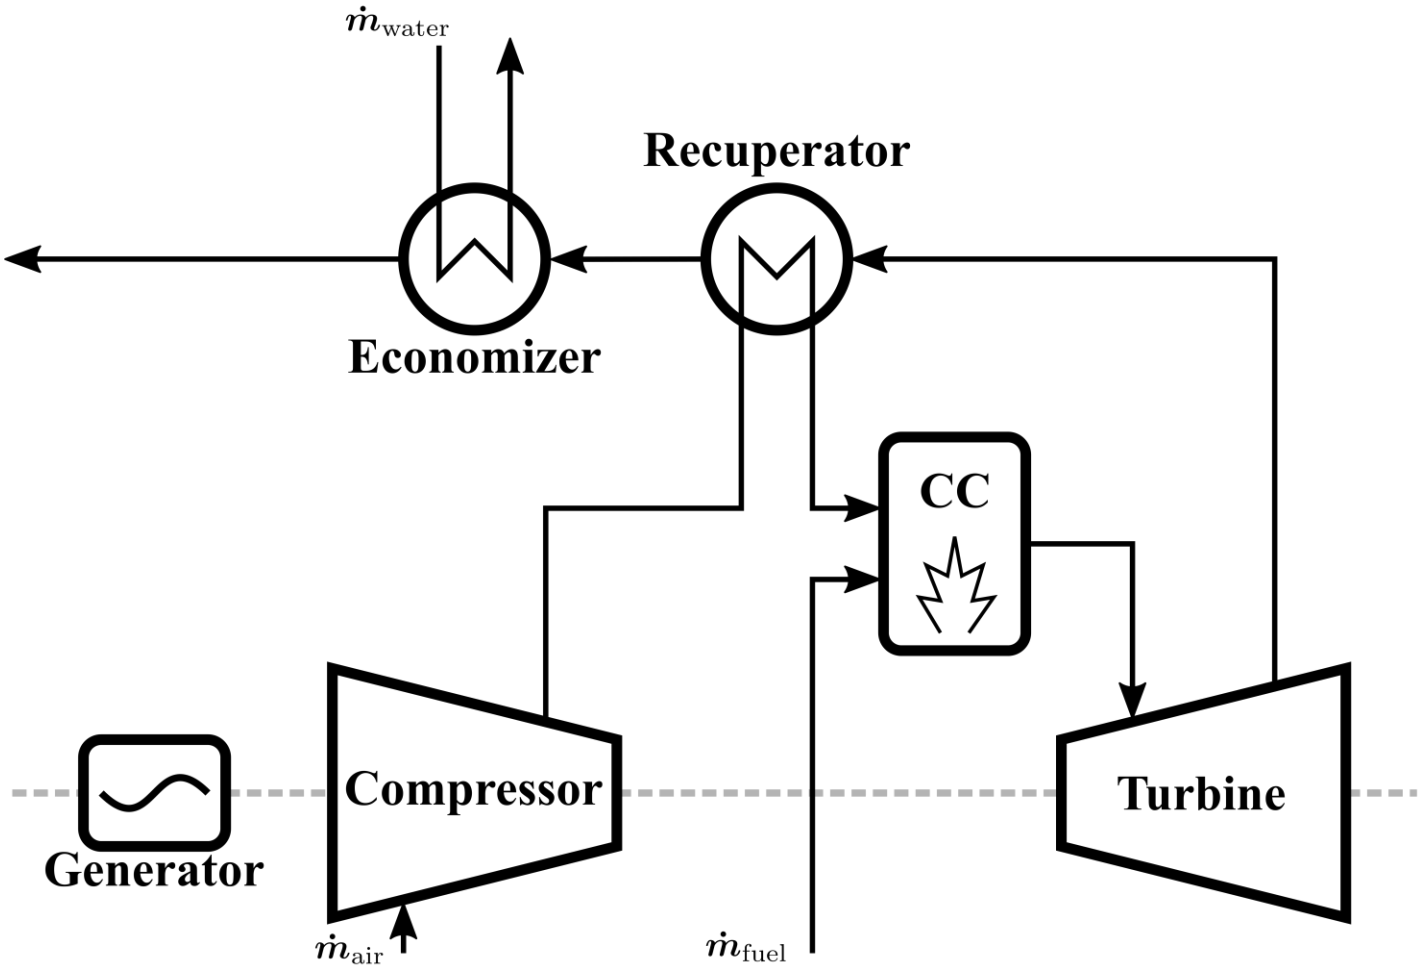 ṁwater
Recuperator
Economizer
CC
Compressor
Turbine
Generator
ṁair
ṁfuel